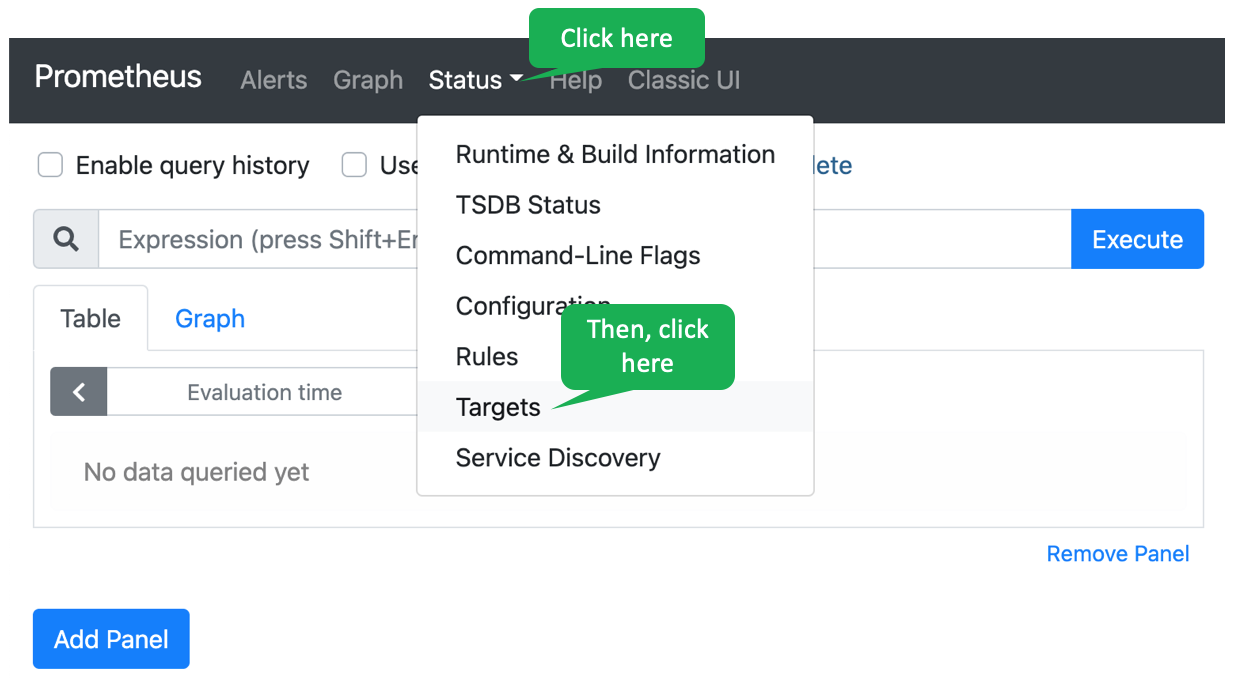 Click here
Prometheus Alerts Graph Status Help Classic UI
Enable query history Use lete
Runtime & Build Information
TSDB Status
Expression (press Shift+En
Execute
Command-Line Flags
Configuration
Table Graph
Then, click
here
Rules
Evaluation time
Targets
Service Discovery
No data queried yet
Remove Panel
Add Panel